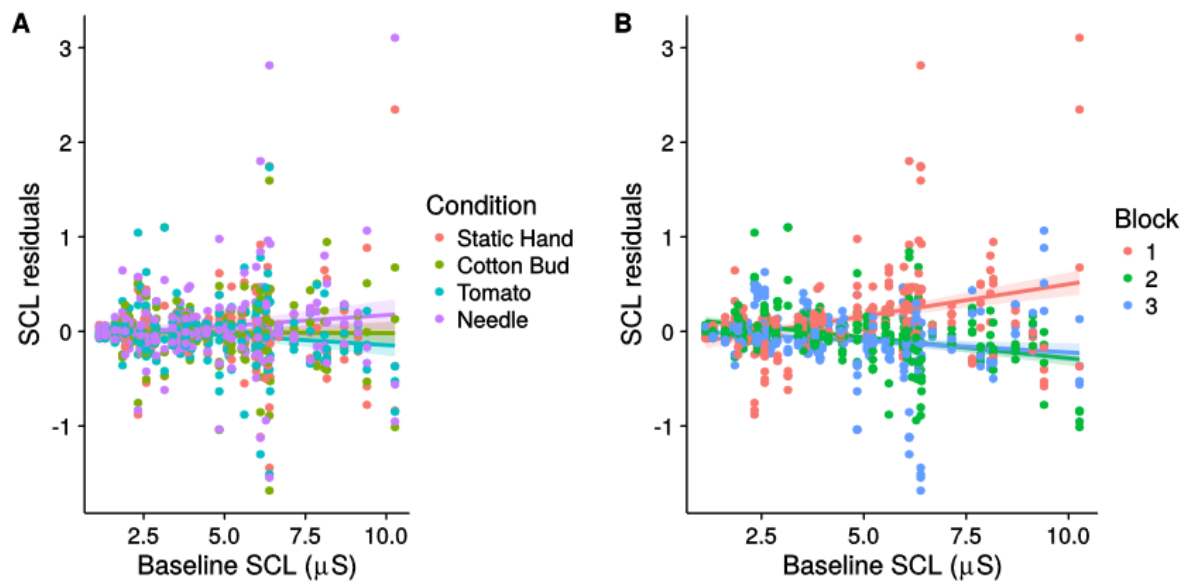 A
SCL residuals
3
2
1
0
-1
2.5 5.0 7.5 10.0
Baseline SCL (μS)
Condition
Static Hand
Cotton Bud
Tomato
Needle
B
SCL residuals
3
2
1
0
-1
2.5 5.0 7.5 10.0
Baseline SCL (μS)
Block
1
2
3